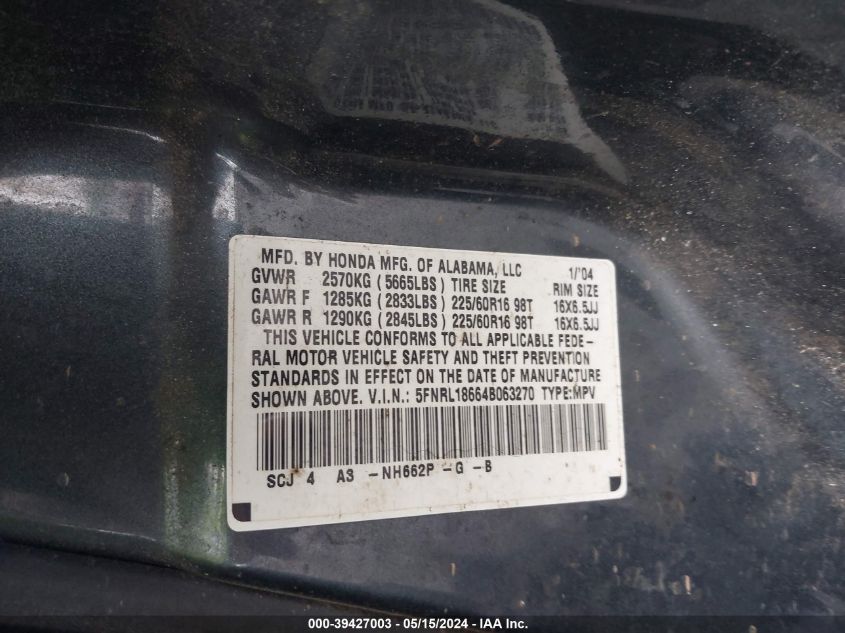 MFD. BY HONDA MFG. OF ALABAMA, LLC 1/'04
GVWR 2570KG ( 5665LBS ) TIRE SIZE RIM SIZE
GAWR F 1285KG ( 2833LBS ) 225/60R16 98T 16X6.5JJ
GAWR R 1290KG ( 2845LBS ) 225/60R16 98T 16X6.5JJ
THIS VEHICLE CONFORMS TO ALL APPLICABLE FEDE -
RAL MOTOR VEHICLE SAFETY AND THEFT PREVENTION
STANDARDS IN EFFECT ON THE DATE OF MANUFACTURE
SHOWN ABOVE. V.I.N.: 5FNRL18664B063270 TYPE:MPV
SCJ 4 A3 -NH662P -G -B
000-39427003 - 05/15/2024 - IAA Inc.